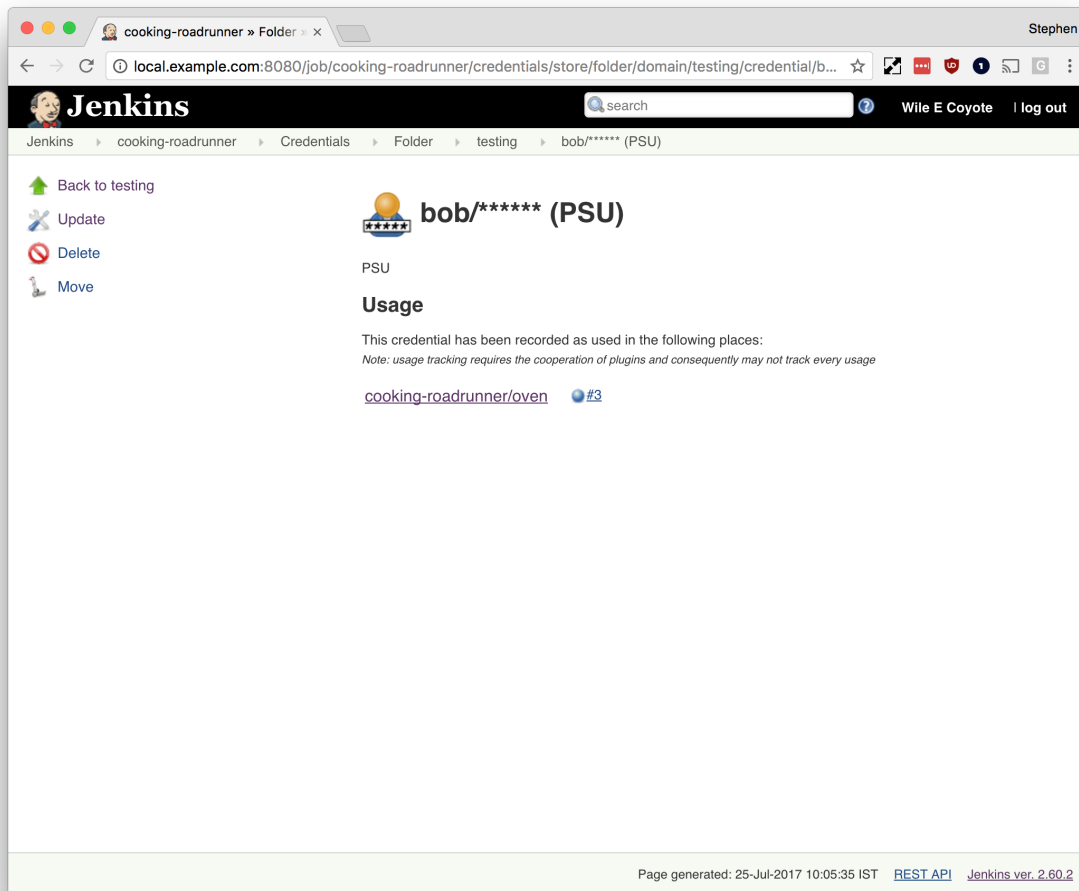 cooking-roadrunner » Folder »
Stephen
local.example.com:8080/job/cooking-roadrunner/credentials/store/folder/domain/testing/credential/b...
Jenkins
search
Wile E Coyote | log out
Jenkins cooking-roadrunner Credentials Folder testing bob/****** (PSU)
Back to testing
Update
Delete
Move
bob/****** (PSU)
*****
PSU
Usage
This credential has been recorded as used in the following places:
Note: usage tracking requires the cooperation of plugins and consequently may not track every usage
cooking-roadrunner/oven #3
Page generated: 25-Jul-2017 10:05:35 IST REST API Jenkins ver. 2.60.2